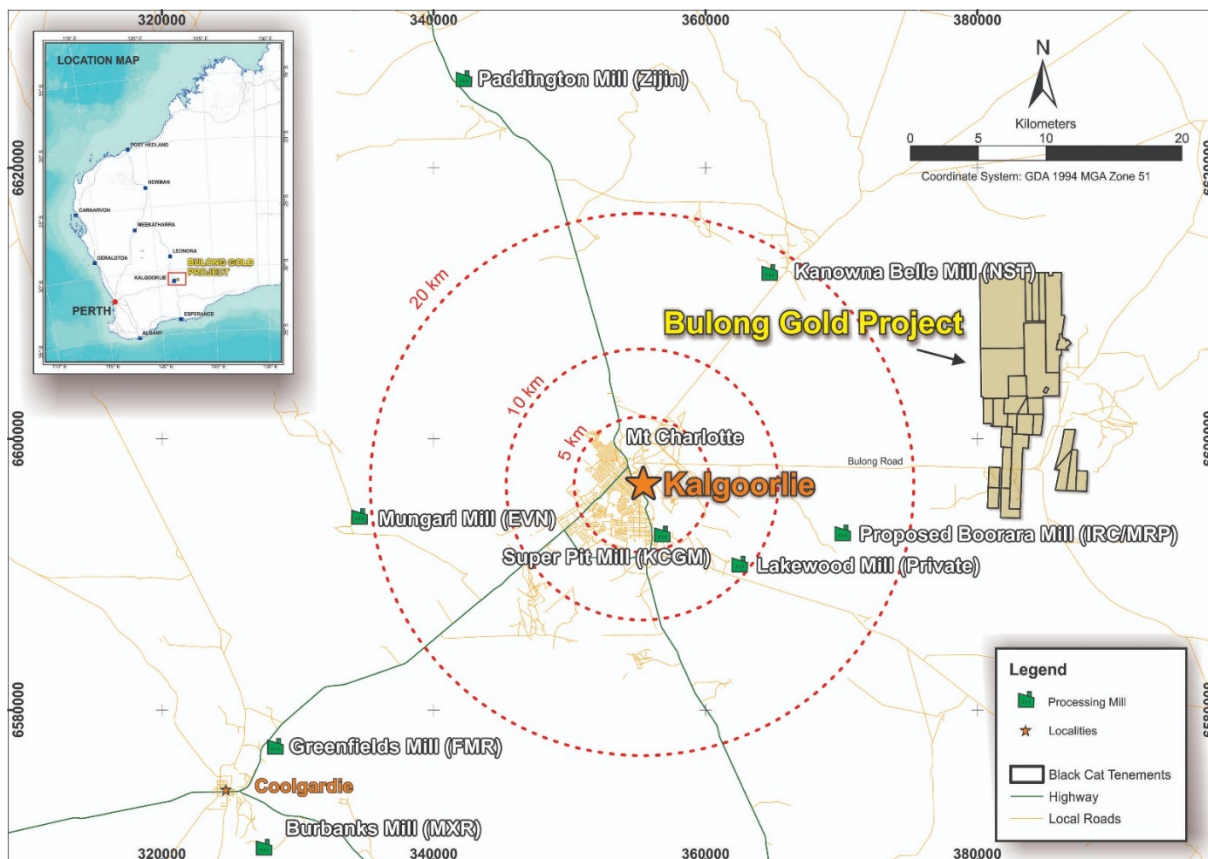 320000
340000
360000
380000
LOCATION MAP
PORT HEDLAND
NEWMAN
CARNARVON
MEEKATHARRA
GERALDTON
LEONORA
BULONG GOLD
PROJECT
KALGOORLIE
PERTH
ESPERANCE
ALBANY
Paddington Mill (Zijin)
N
Kilometers
0 5 10 20
Coordinate System: GDA 1994 MGA Zone 51
6620000
6620000
20 km
Kanowna Belle Mill (NST)
Bulong Gold Project
10 km
5 km
Mt Charlotte
6600000
6600000
Bulong Road
Kalgoorlie
Mungari Mill (EVN)
Super Pit Mill (KCGM)
Proposed Boorara Mill (IRC/MRP)
Lakewood Mill (Private)
6580000
6580000
Greenfields Mill (FMR)
Coolgardie
Burbanks Mill (MXR)
Legend
Processing Mill
Localities
Black Cat Tenements
Highway
Local Roads
320000
340000
360000
380000